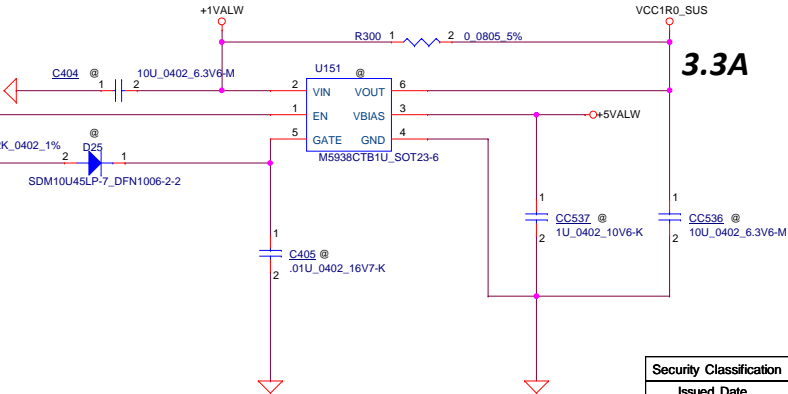 +1VALW VCC1R0_SUS
R300 1 2 0_0805_5%
3.3A
C404 @ 10U_0402_6.3V6-M
1 2
U151 @
2 VIN VOUT 6
1 EN VBIAS 3
5 GATE GND 4
M5938CTB1U_SOT23-6
+5VALW
2K_0402_1%
@
D25
2 1
SDM10U45LP-7_DFN1006-2-2
1
C405 @
.01U_0402_16V7-K
2
1
CC537 @
1U_0402_10V6-K
2
1
CC536 @
10U_0402_6.3V6-M
2
Security Classification
Issued Date